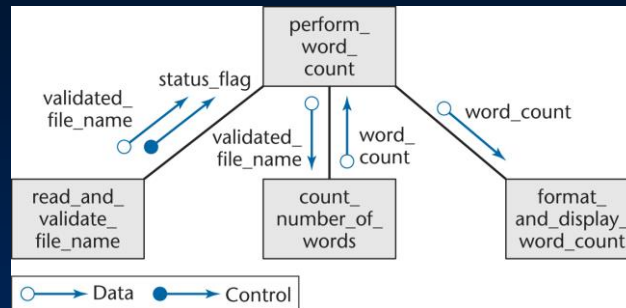 perform_
word_
count
status_flag
validated_
file_name
validated_
file_name
word_
count
word_count
read_and_
validate_
file_name
count_
number_of_
words
format_
and_display_
word_count
Data
Control